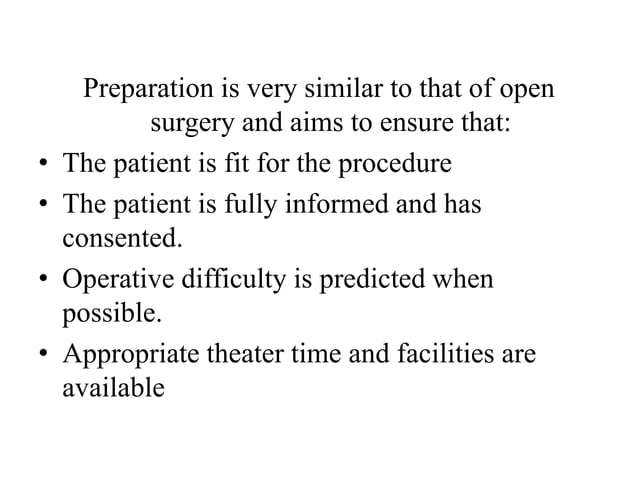 Preparation is very similar to that of open
surgery and aims to ensure that:
• The patient is fit for the procedure
• The patient is fully informed and has
consented.
• Operative difficulty is predicted when
possible.
• Appropriate theater time and facilities are
available